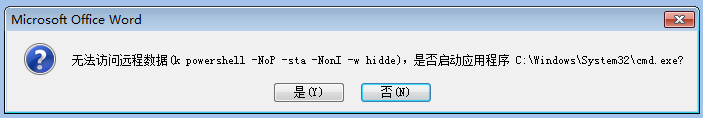 Microsoft Office Word
无法访问远程数据(k powershell -NoP -sta -NonI -w hidde)，是否启动应用程序 C:\Windows\System32\cmd.exe?
是(Y)
否(N)